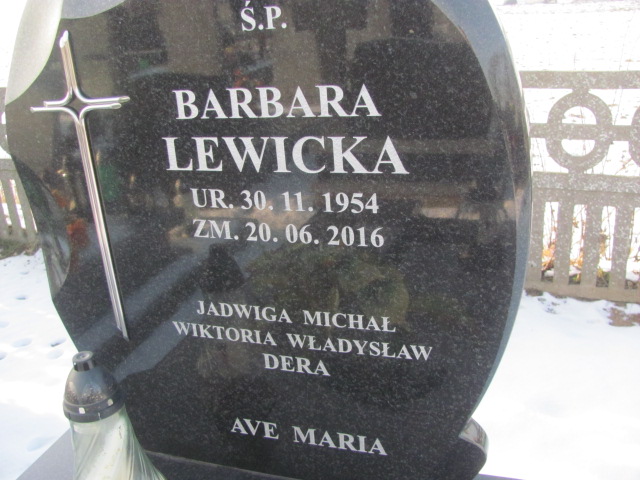 Ś.P.
BARBARA
LEWICKA
UR. 30. 11. 1954
ZM. 20. 06. 2016
JADWIGA MICHAŁ
WIKTORIA WŁADYSŁAW
DERA
AVE MARIA